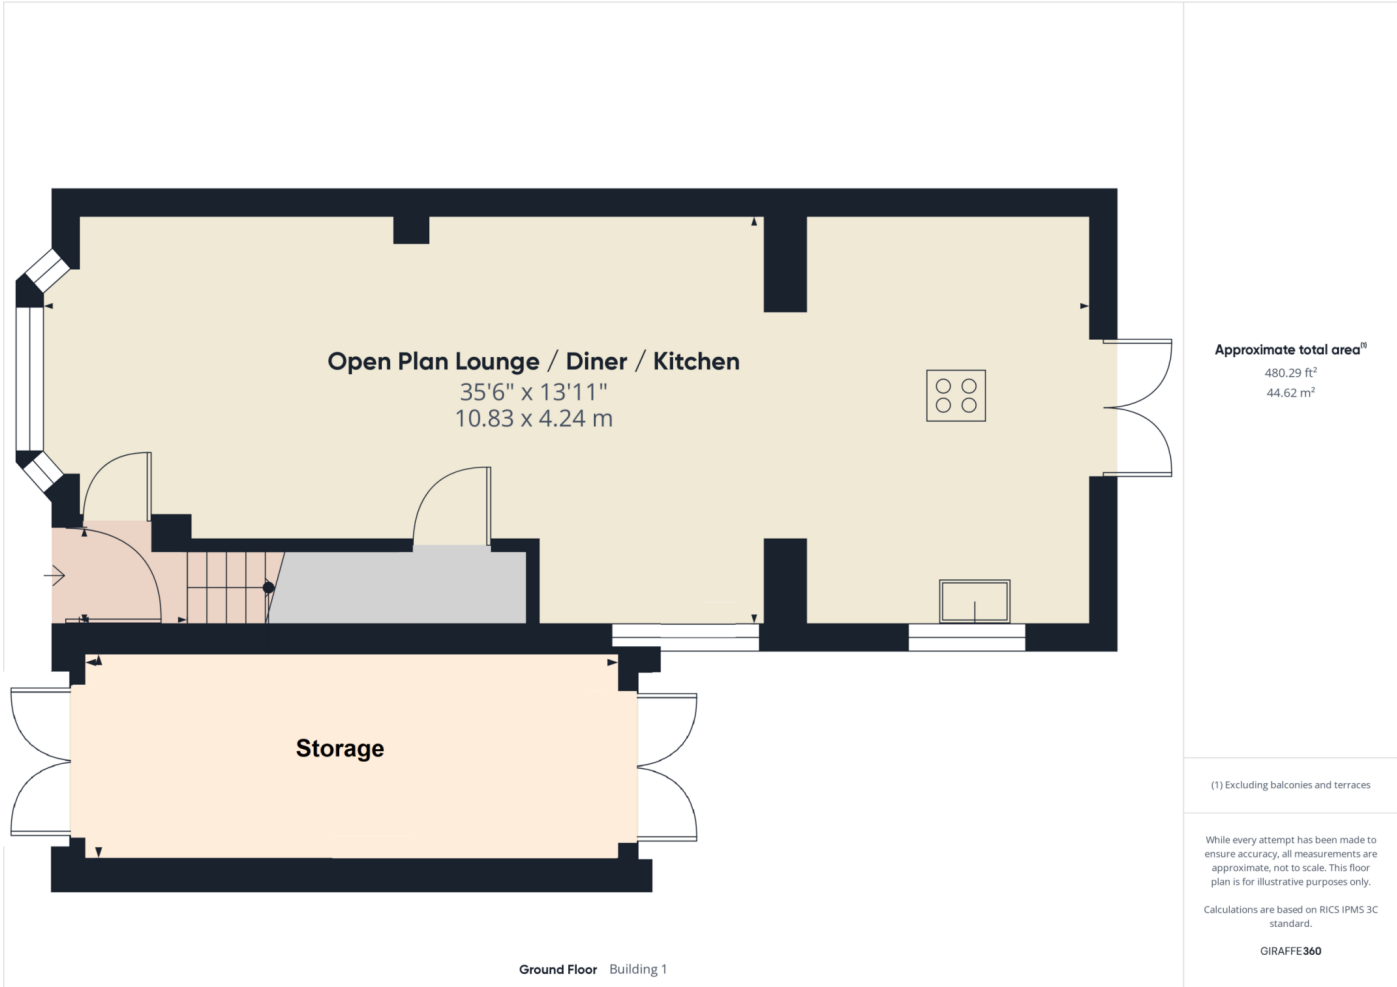 Open Plan Lounge / Diner / Kitchen
35'6" x 13'11"
10.83 x 4.24 m
Storage
Ground Floor Building 1
Approximate total area(1)
480.29 ft²
44.62 m²
(1) Excluding balconies and terraces
While every attempt has been made to
ensure accuracy, all measurements are
approximate, not to scale. This floor
plan is for illustrative purposes only.
Calculations are based on RICS IPMS 3C
standard.
GIRAFFE360